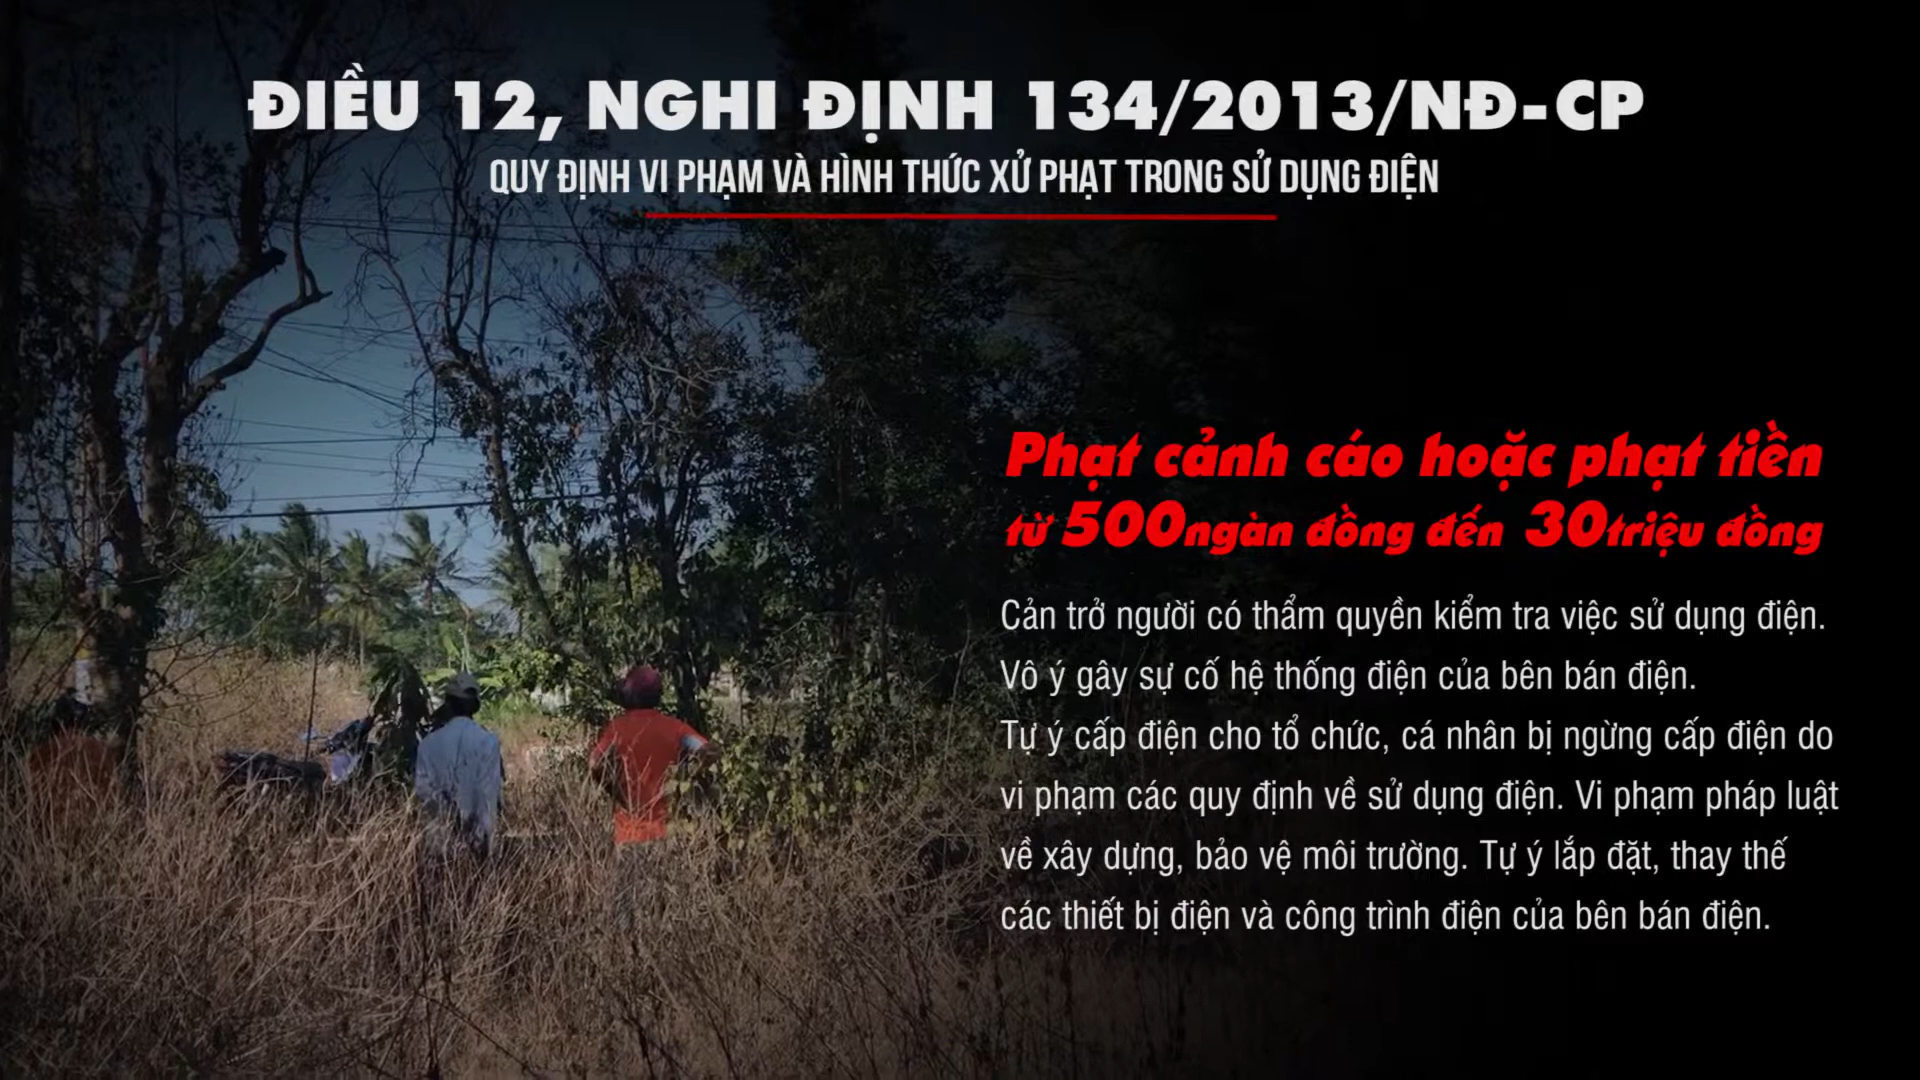 ĐIỀU 12, NGHI ĐỊNH 134/2013/NĐ-CP
QUY ĐỊNH VI PHẠM VÀ HÌNH THỨC XỬ PHẠT TRONG SỬ DỤNG ĐIỆN
Phạt cảnh cáo hoặc phạt tiền
từ 500ngàn đồng đến 30triệu đồng
Cản trở người có thẩm quyền kiểm tra việc sử dụng điện.
Vô ý gây sự cố hệ thống điện của bên bán điện.
Tự ý cấp điện cho tổ chức, cá nhân bị ngừng cấp điện do
vi phạm các quy định về sử dụng điện. Vi phạm pháp luật
về xây dựng, bảo vệ môi trường. Tự ý lắp đặt, thay thế
các thiết bị điện và công trình điện của bên bán điện.